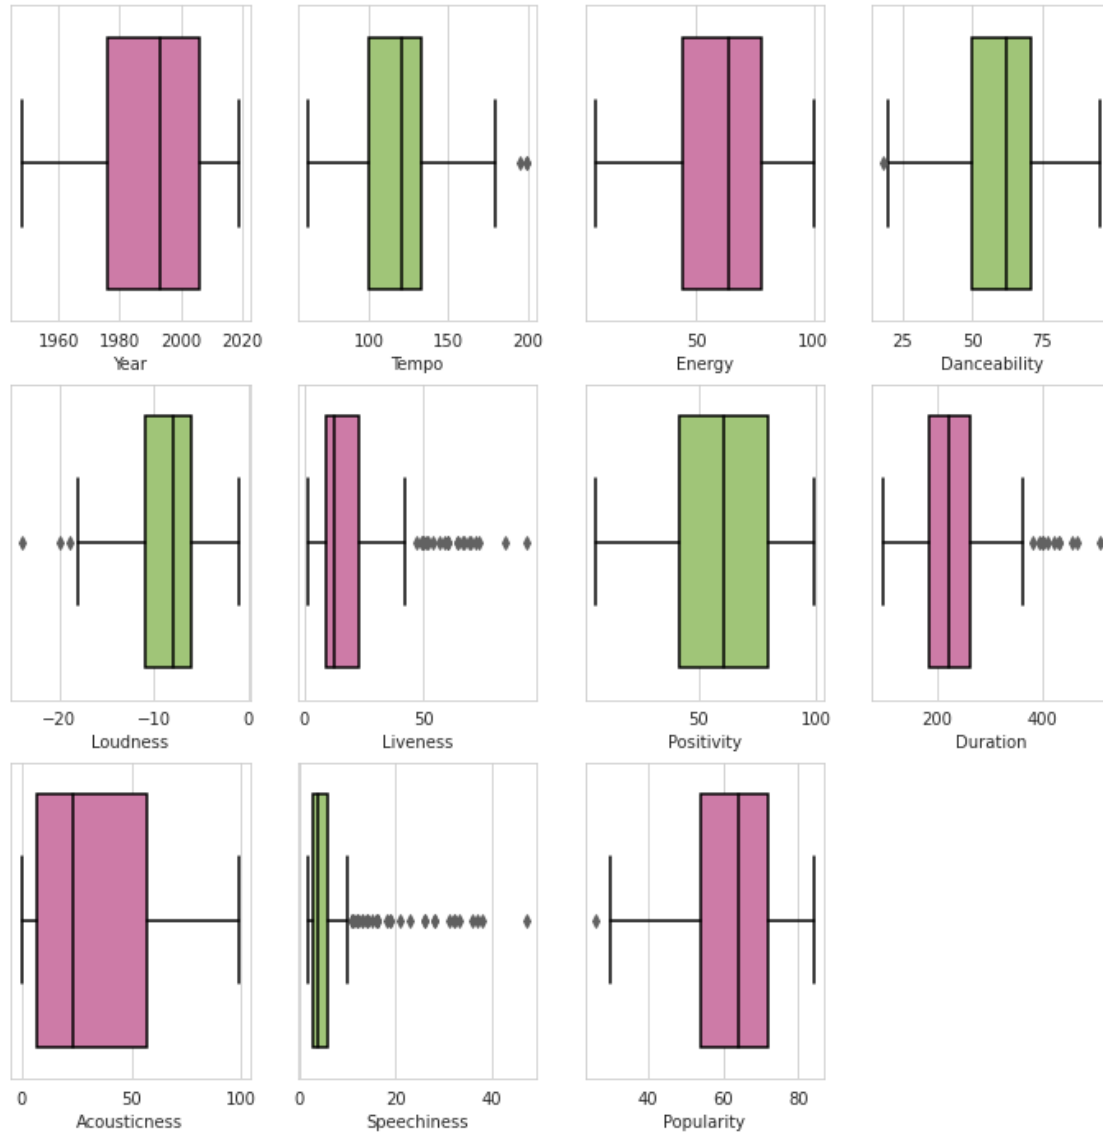 1960 1980 2000 2020
Year
100 150 200
Tempo
50 100
Energy
25 50 75
Danceability
−20 −10 0
Loudness
0 50
Liveness
50 100
Positivity
200 400
Duration
0 50 100
Acousticness
0 20 40
Speechiness
40 60 80
Popularity